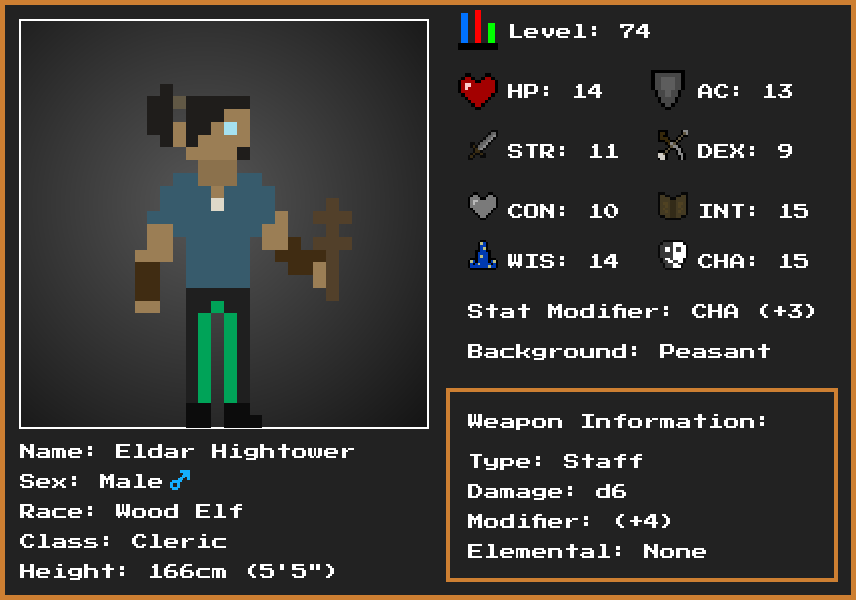 Level: 74
HP: 14 AC: 13
STR: 11 DEX: 9
CON: 10 INT: 15
WIS: 14 CHA: 15
Stat Modifier: CHA (+3)
Background: Peasant
Weapon Information:
Type: Staff
Damage: d6
Modifier: (+4)
Elemental: None
Name: Eldar Hightower
Sex: Male♂
Race: Wood Elf
Class: Cleric
Height: 166cm (5'5")